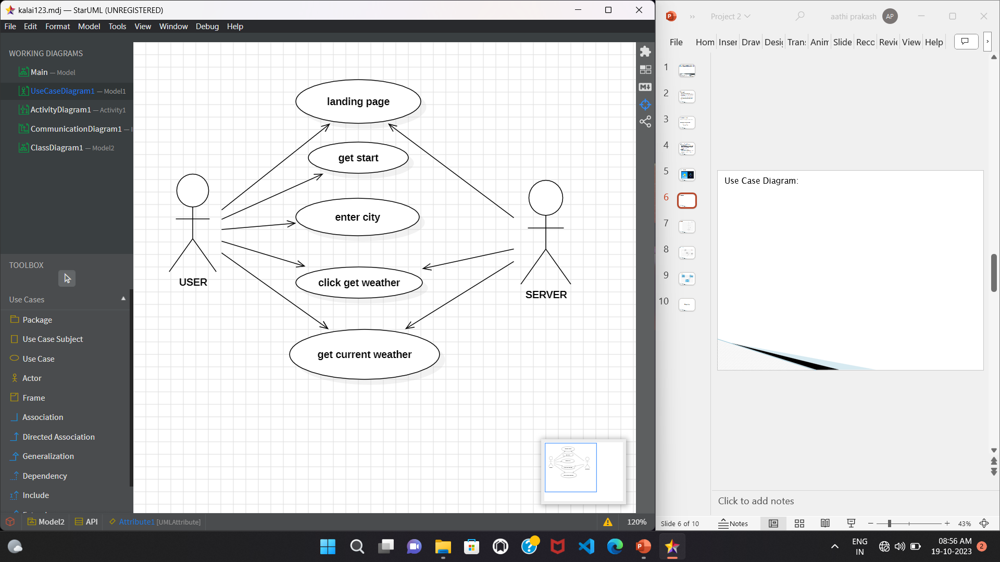 kalai123.mdj — StarUML (UNREGISTERED)
File Edit Format Model Tools View Window Debug Help
WORKING DIAGRAMS
Main — Model
UseCaseDiagram1 — Model1
ActivityDiagram1 — Activity1
CommunicationDiagram1 —
ClassDiagram1 — Model2
TOOLBOX
Use Cases
Package
Use Case Subject
Use Case
Actor
Frame
Association
Directed Association
Generalization
Dependency
Include
landing page
get start
enter city
click get weather
get current weather
USER
SERVER
Model2 API Attribute1 [UMLAttribute]
120%
Project 2
aathi prakash AP
File Hom Inser Draw Desig Tran Anim Slide Reco Revie View Help
1
2
3
4
5
6
7
8
9
10
Use Case Diagram:
Click to add notes
Slide 6 of 10 Notes 43%
ENG
IN
08:56 AM
19-10-2023
2